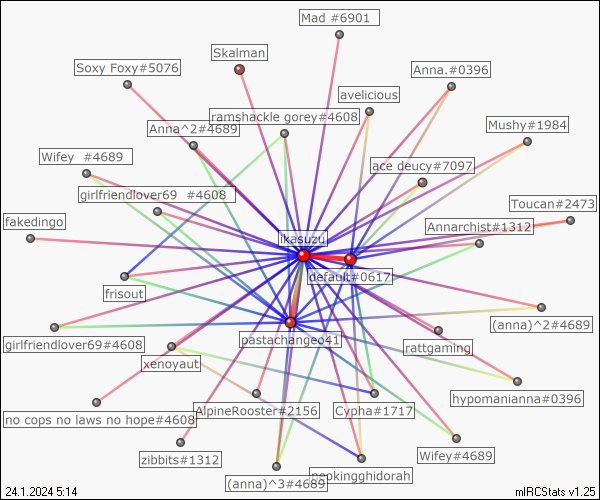 Mad #6901
Skalman
Soxy Foxy#5076
Anna.#0396
avelicious
ramshackle gorey#4608
Anna^2#4689
Mushy#1984
Wifey  #4689
ace deucy#7097
girlfriendlover69  #4608
Toucan#2473
fakedingo
Annarchist#1312
ikasuzu
default#0617
frisout
(anna)^2#4689
girlfriendlover69#4608
pastachangeo41
rattgaming
xenoyaut
hypomanianna#0396
no cops no laws no hope#4608
AlpineRooster#2156
Cypha#1717
zibbits#1312
Wifey#4689
(anna)^3#4689
nookingghidorah
24.1.2024 5:14
mIRCStats v1.25